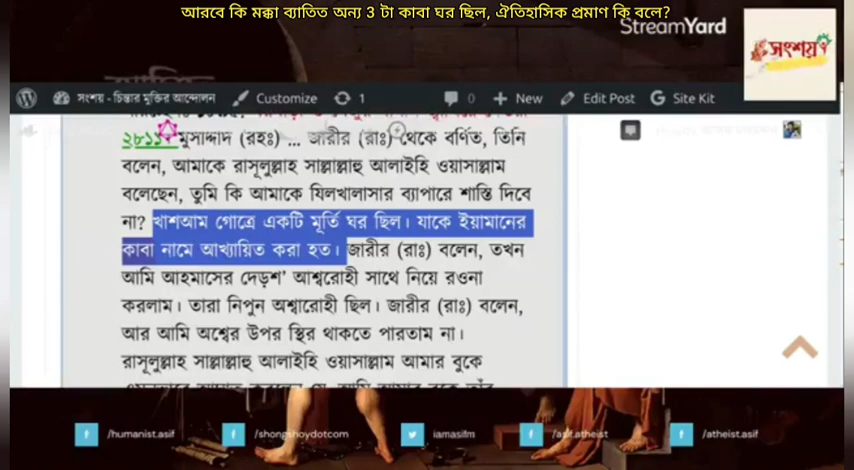 আরবে কি মক্কা ব্যাতিত অন্য 3 টা কাবা ঘর ছিল, ঐতিহাসিক প্রমাণ কি বলে?
StreamYard
সংশয়
সংশয় - চিন্তার মুক্তির আন্দোলন Customize 1 0 New Edit Post Site Kit
২৮১১ মুসাদ্দাদ (রহঃ) ... জারীর (রাঃ) থেকে বর্ণিত, তিনি
বলেন, আমাকে রাসূলুল্লাহ সাল্লাল্লাহু আলাইহি ওয়াসাল্লাম
বলেছেন, তুমি কি আমাকে যিলখালাসার ব্যাপারে শাস্তি দিবে
না? খাশআম গোত্রে একটি মূর্তি ঘর ছিল। যাকে ইয়ামানের
কাবা নামে আখ্যায়িত করা হত। জারীর (রাঃ) বলেন, তখন
আমি আহমাসের দেড়শ’ আশ্বরোহী সাথে নিয়ে রওনা
করলাম। তারা নিপুন অশ্বারোহী ছিল। জারীর (রাঃ) বলেন,
আর আমি অশ্বের উপর স্থির থাকতে পারতাম না।
রাসূলুল্লাহ সাল্লাল্লাহু আলাইহি ওয়াসাল্লাম আমার বুকে
/humanist.asif /shongshoydotcom iamasifm /asif.atheist /atheist.asif